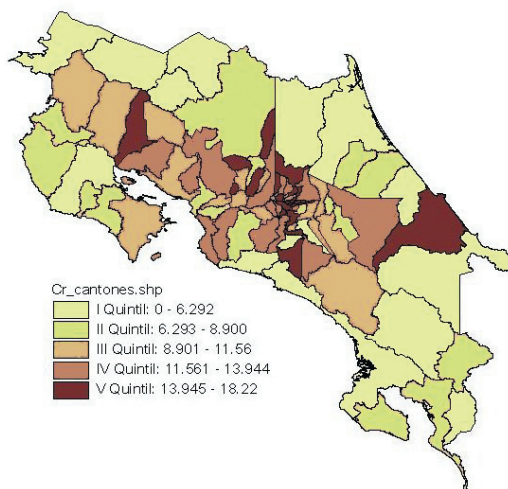 Cr_cantones.shp
I Quintil: 0 - 6.292
II Quintil: 6.293 - 8.900
III Quintil: 8.901 - 11.56
IV Quintil: 11.561 - 13.944
V Quintil: 13.945 - 18.22